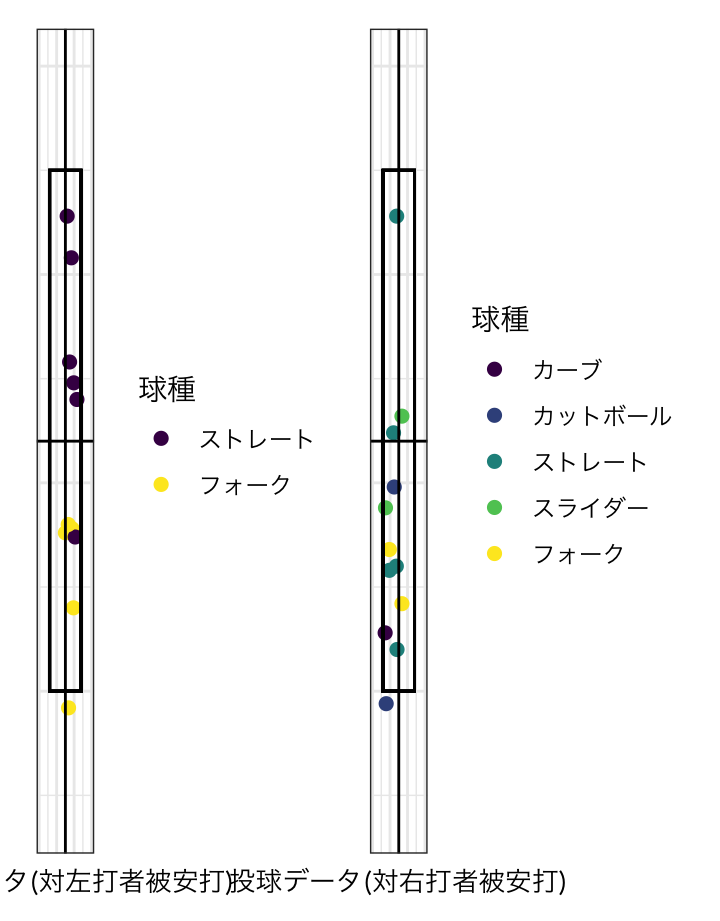 球種
ストレート
フォーク
球種
カーブ
カットボール
ストレート
スライダー
フォーク
タ(対左打者被安打)
投球データ(対右打者被安打)